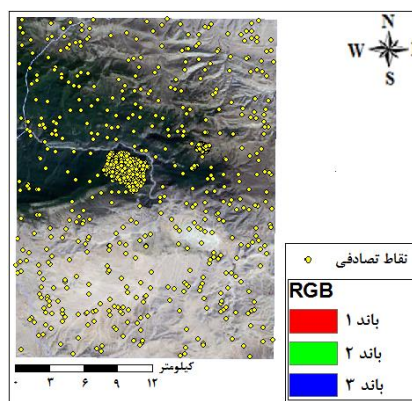 N
W
S
نقاط تصادفی
RGB
باند ۱
باند ۲
باند ۳
کیلومتر
۰ ۳ ۶ ۹ ۱۲